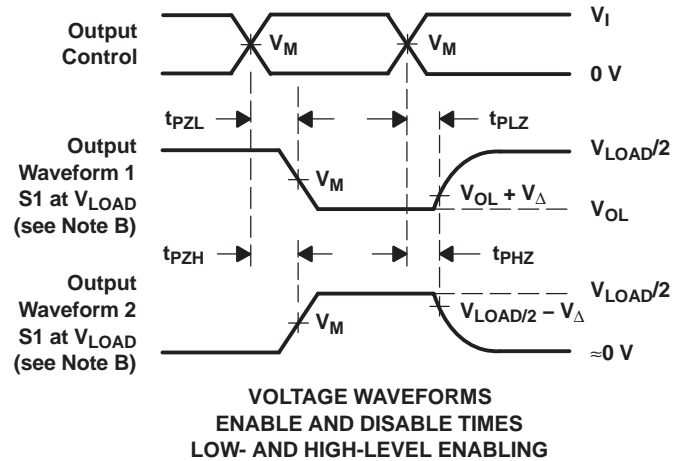 Output
Control
V_M
V_M
V_I
0 V
t_PZL
t_PLZ
Output
Waveform 1
S1 at V_LOAD
(see Note B)
V_M
V_OL + V_Δ
V_LOAD/2
V_OL
t_PZH
t_PHZ
Output
Waveform 2
S1 at V_LOAD
(see Note B)
V_M
V_LOAD/2 – V_Δ
V_LOAD/2
≈0 V
VOLTAGE WAVEFORMS
ENABLE AND DISABLE TIMES
LOW- AND HIGH-LEVEL ENABLING